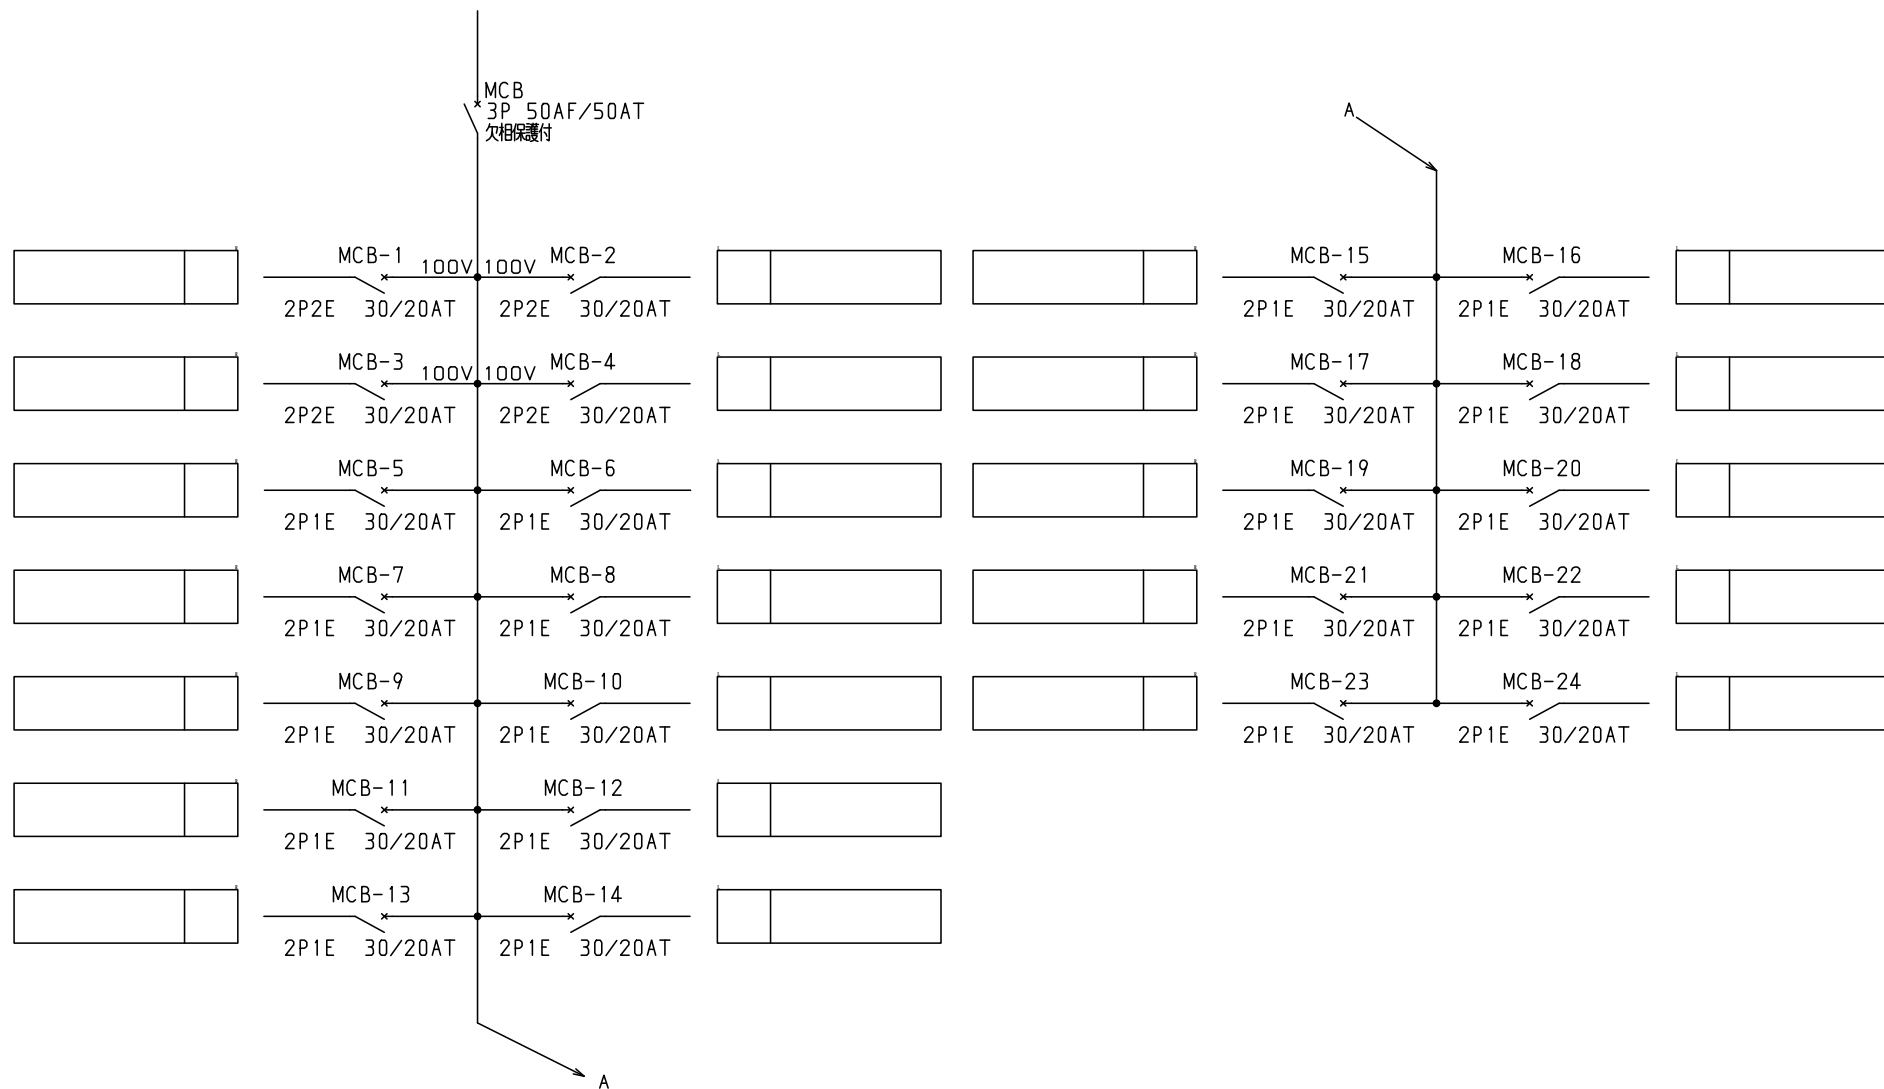 MCB
3P 50AF/50AT
欠相保護付
A
MCB-1 100V 100V MCB-2
2P2E 30/20AT 2P2E 30/20AT
MCB-3 100V 100V MCB-4
2P2E 30/20AT 2P2E 30/20AT
MCB-5 MCB-6
2P1E 30/20AT 2P1E 30/20AT
MCB-7 MCB-8
2P1E 30/20AT 2P1E 30/20AT
MCB-9 MCB-10
2P1E 30/20AT 2P1E 30/20AT
MCB-11 MCB-12
2P1E 30/20AT 2P1E 30/20AT
MCB-13 MCB-14
2P1E 30/20AT 2P1E 30/20AT
A
MCB-15 MCB-16
2P1E 30/20AT 2P1E 30/20AT
MCB-17 MCB-18
2P1E 30/20AT 2P1E 30/20AT
MCB-19 MCB-20
2P1E 30/20AT 2P1E 30/20AT
MCB-21 MCB-22
2P1E 30/20AT 2P1E 30/20AT
MCB-23 MCB-24
2P1E 30/20AT 2P1E 30/20AT